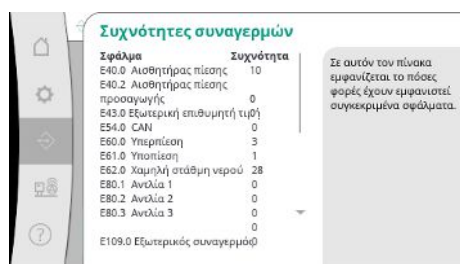 Συχνότητες συναγερμών
Σφάλμα Συχνότητα
E40.0 Αισθητήρας πίεσης 10
E40.2 Αισθητήρας πίεσης
προσαγωγής 0
E43.0 Εξωτερική επιθυμητή τιμή 0
E54.0 CAN 0
E60.0 Υπερπίεση 3
E61.0 Υποπίεση 1
E62.0 Χαμηλή στάθμη νερού 28
E80.1 Αντλία 1 0
E80.2 Αντλία 2 0
E80.3 Αντλία 3 0
0
E109.0 Εξωτερικός συναγερμός 0
Σε αυτόν τον πίνακα
εμφανίζεται το πόσες
φορές έχουν εμφανιστεί
συγκεκριμένα σφάλματα.